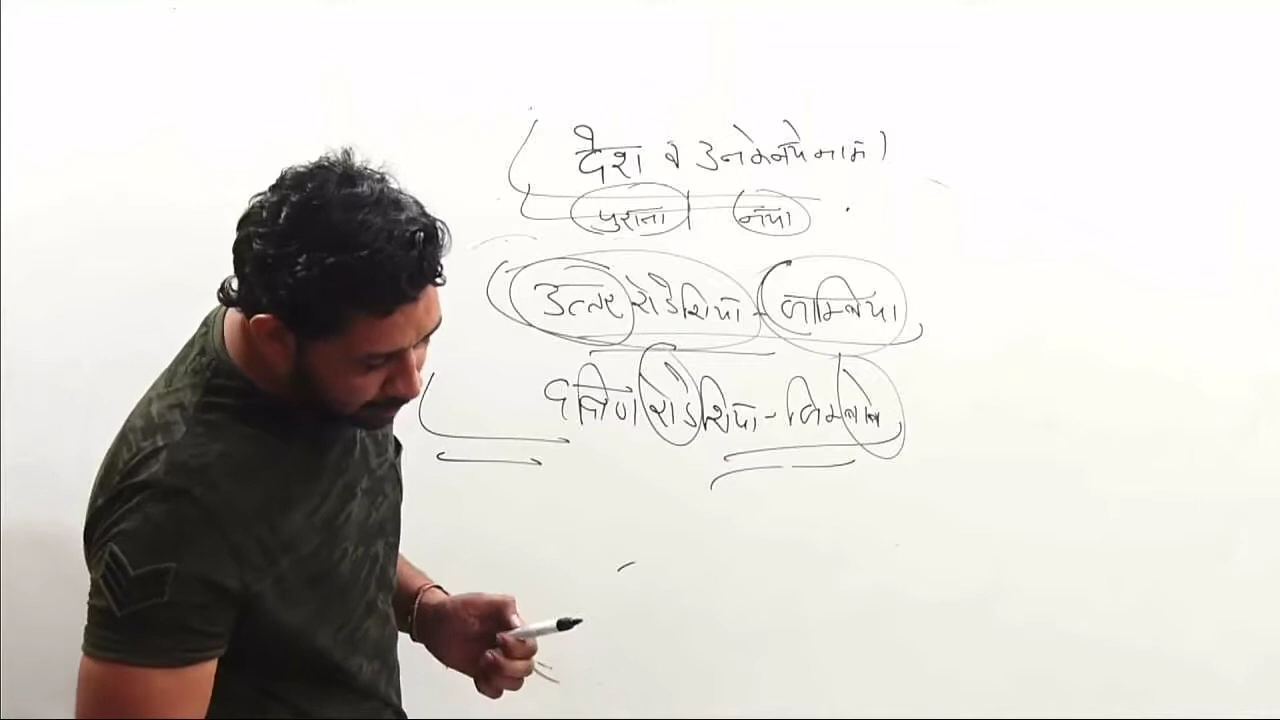 देश व उनके नये नाम)
पुराना | नया
उत्तर रोडेशिया - जाम्बिया
दक्षिण रोडेशिया - जिम्बाब्वे